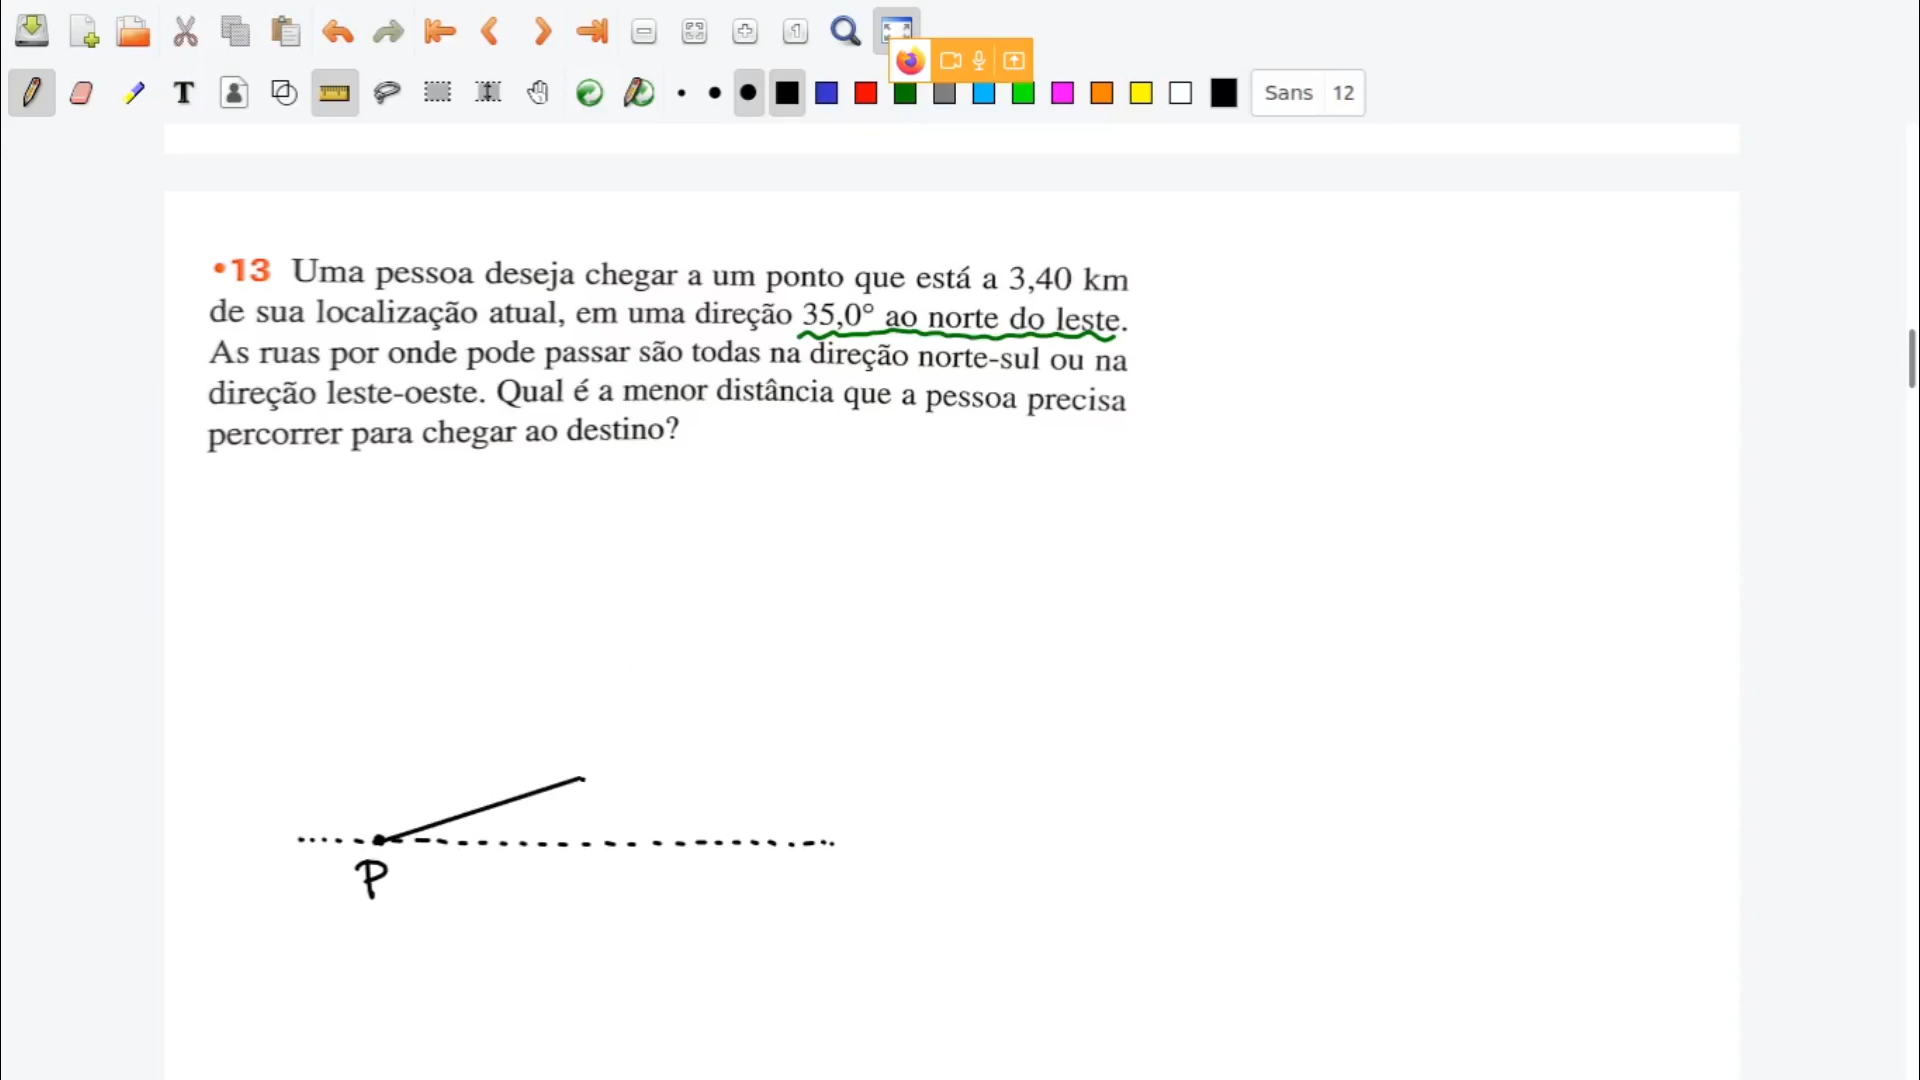 T
1
Sans 12
•13 Uma pessoa deseja chegar a um ponto que está a 3,40 km
de sua localização atual, em uma direção 35,0° ao norte do leste.
As ruas por onde pode passar são todas na direção norte-sul ou na
direção leste-oeste. Qual é a menor distância que a pessoa precisa
percorrer para chegar ao destino?
P